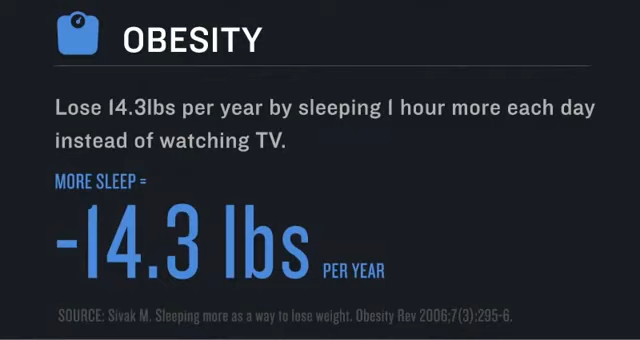 OBESITY
Lose 14.3lbs per year by sleeping 1 hour more each day
instead of watching TV.
MORE SLEEP =
-14.3 lbs PER YEAR
SOURCE: Sivak M. Sleeping more as a way to lose weight. Obesity Rev 2006;7(3):295-6.